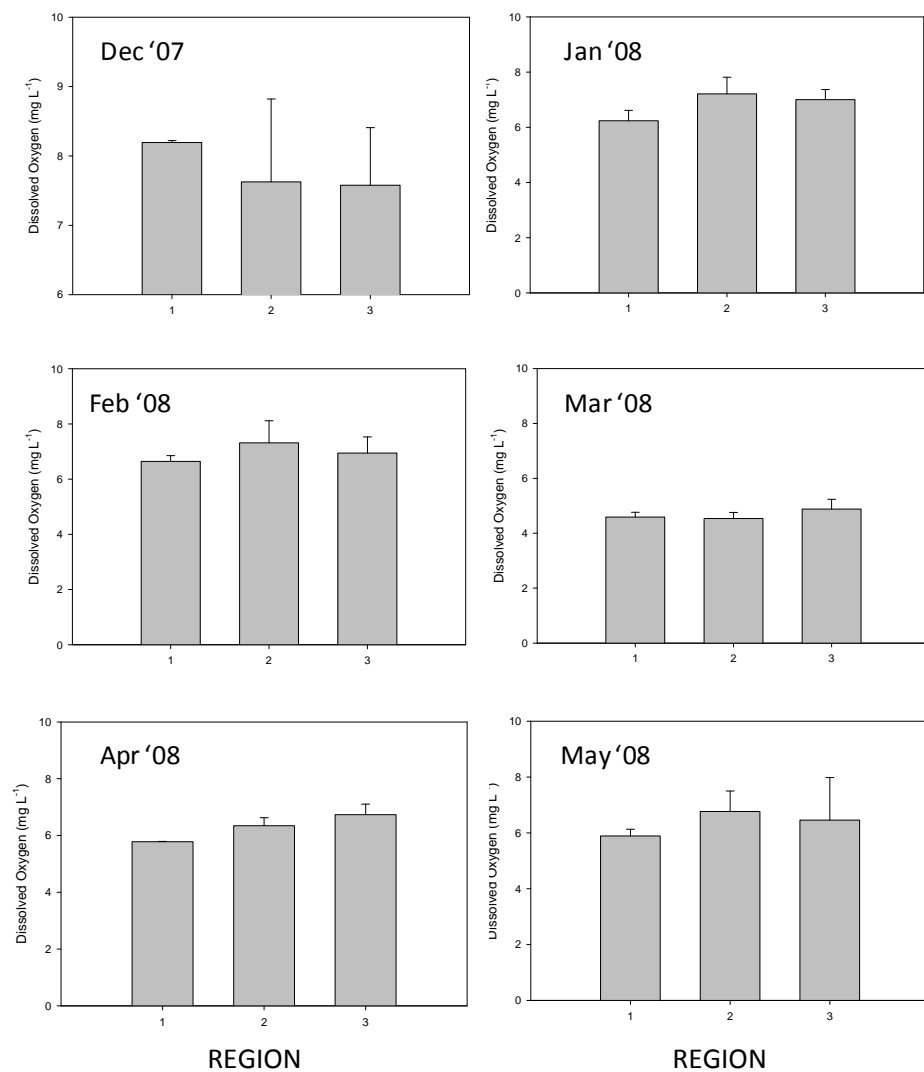 Dec ‘07
Dissolved Oxygen (mg L-1)
10
9
8
7
6
1 2 3
Jan ‘08
Dissolved Oxygen (mg L-1)
10
8
6
4
2
0
1 2 3
Feb ‘08
Dissolved Oxygen (mg L-1)
10
8
6
4
2
0
1 2 3
Mar ‘08
Dissolved Oxygen (mg L-1)
10
8
6
4
2
0
1 2 3
Apr ‘08
Dissolved Oxygen (mg L-1)
10
8
6
4
2
0
1 2 3
REGION
May ‘08
Dissolved Oxygen (mg L-1)
10
8
6
4
2
0
1 2 3
REGION